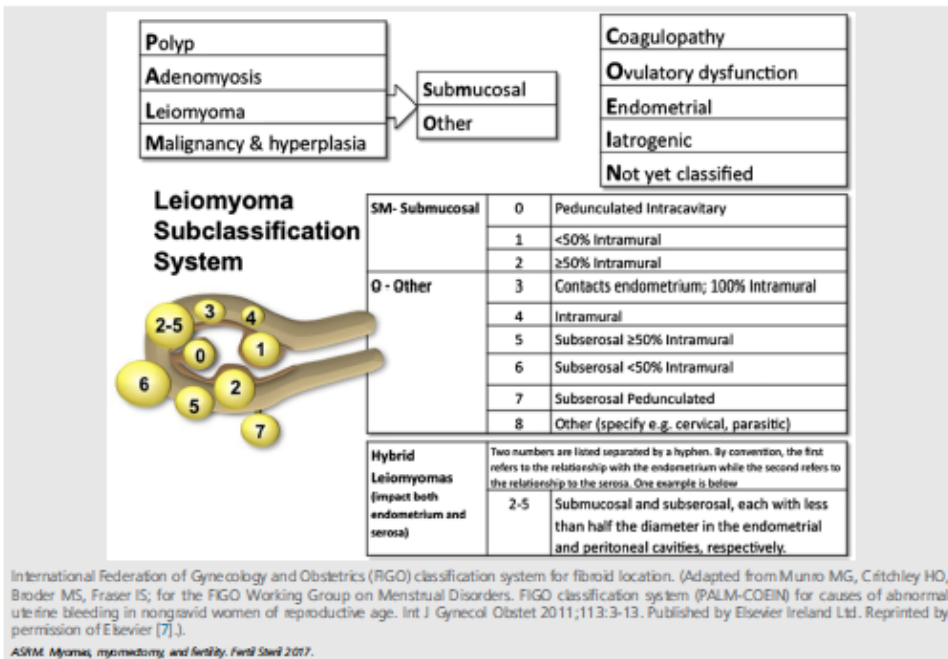 Polyp
Adenomyosis
Leiomyoma
Malignancy & hyperplasia
Submucosal
Other
Coagulopathy
Ovulatory dysfunction
Endometrial
Iatrogenic
Not yet classified
Leiomyoma
Subclassification
System
SM- Submucosal
0 Pedunculated Intracavitary
1 <50% Intramural
2 ≥50% Intramural
O - Other
3 Contacts endometrium; 100% Intramural
4 Intramural
5 Subserosal ≥50% Intramural
6 Subserosal <50% Intramural
7 Subserosal Pedunculated
8 Other (specify e.g. cervical, parasitic)
2-5
3
4
0
1
6
2
5
7
Hybrid
Leiomyomas
(impact both
endometrium and
serosa)
Two numbers are listed separated by a hyphen. By convention, the first
refers to the relationship with the endometrium while the second refers to
the relationship to the serosa. One example is below
2-5 Submucosal and subserosal, each with less
than half the diameter in the endometrial
and peritoneal cavities, respectively.
International Federation of Gynecology and Obstetrics (FIGO) classification system for fibroid location. (Adapted from Munro MG, Critchley HO,
Broder MS, Fraser IS; for the FIGO Working Group on Menstrual Disorders. FIGO classification system (PALM-COEIN) for causes of abnormal
uterine bleeding in nongravid women of reproductive age. Int J Gynecol Obstet 2011;113:3-13. Published by Elsevier Ireland Ltd. Reprinted by
permission of Elsevier [7].).
ASRM. Myomas, myomectomy, and fertility. Fertil Steril 2017.